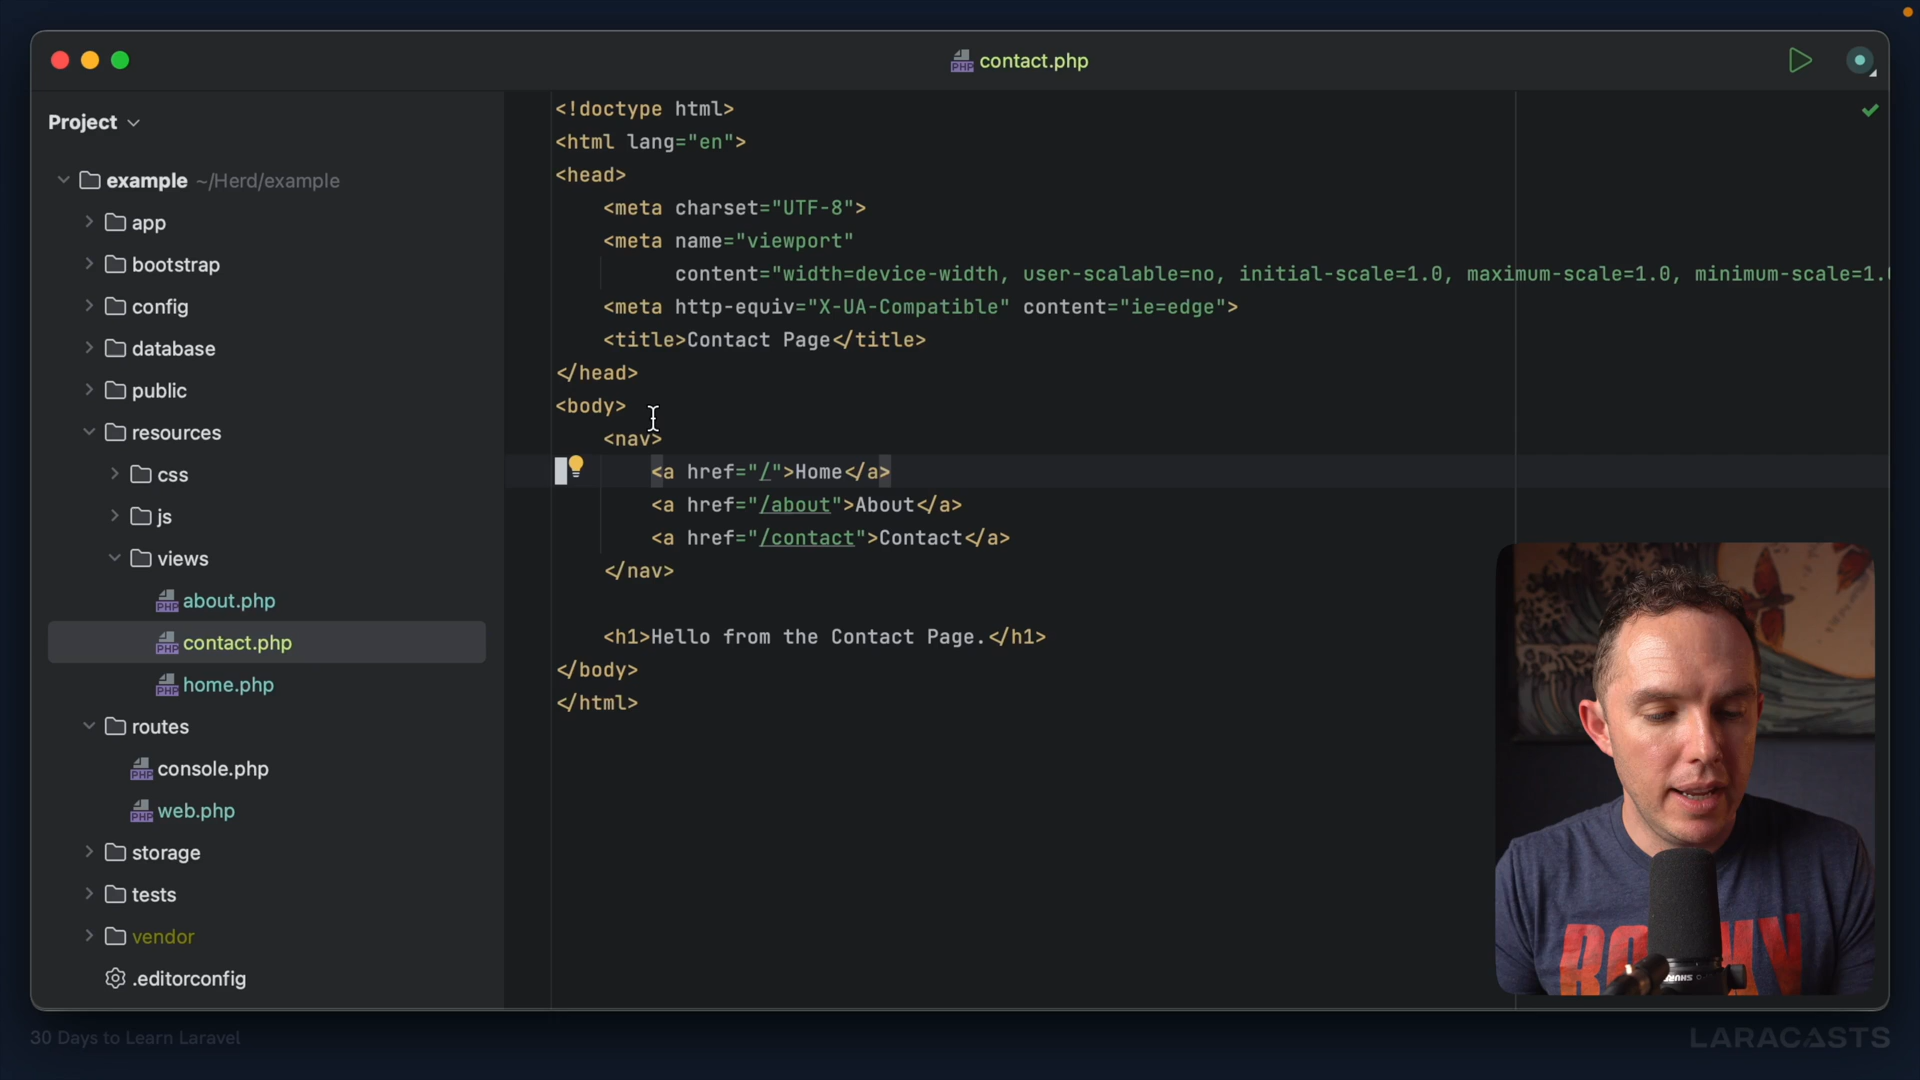 contact.php
Project
example ~/Herd/example
app
bootstrap
config
database
public
resources
css
js
views
about.php
contact.php
home.php
routes
console.php
web.php
storage
tests
vendor
.editorconfig
<!doctype html>
<html lang="en">
<head>
<meta charset="UTF-8">
<meta name="viewport"
content="width=device-width, user-scalable=no, initial-scale=1.0, maximum-scale=1.0, minimum-scale=1.
<meta http-equiv="X-UA-Compatible" content="ie=edge">
<title>Contact Page</title>
</head>
<body>
<nav>
<a href="/">Home</a>
<a href="/about">About</a>
<a href="/contact">Contact</a>
</nav>
<h1>Hello from the Contact Page.</h1>
</body>
</html>
SHURE
30 Days to Learn Laravel
LARACASTS